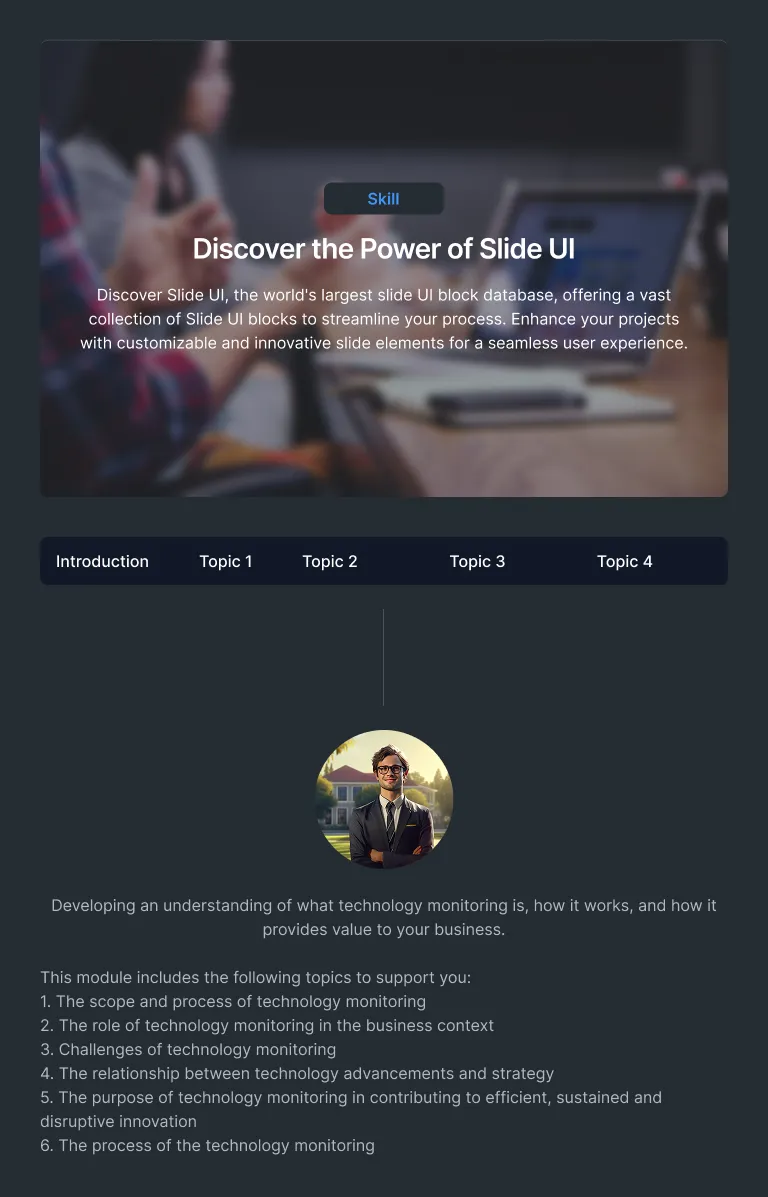 Skill
Discover the Power of Slide UI
Discover Slide UI, the world's largest slide UI block database, offering a vast
collection of Slide UI blocks to streamline your process. Enhance your projects
with customizable and innovative slide elements for a seamless user experience.
Introduction Topic 1 Topic 2 Topic 3 Topic 4
Developing an understanding of what technology monitoring is, how it works, and how it
provides value to your business.
This module includes the following topics to support you:
1. The scope and process of technology monitoring
2. The role of technology monitoring in the business context
3. Challenges of technology monitoring
4. The relationship between technology advancements and strategy
5. The purpose of technology monitoring in contributing to efficient, sustained and
disruptive innovation
6. The process of the technology monitoring